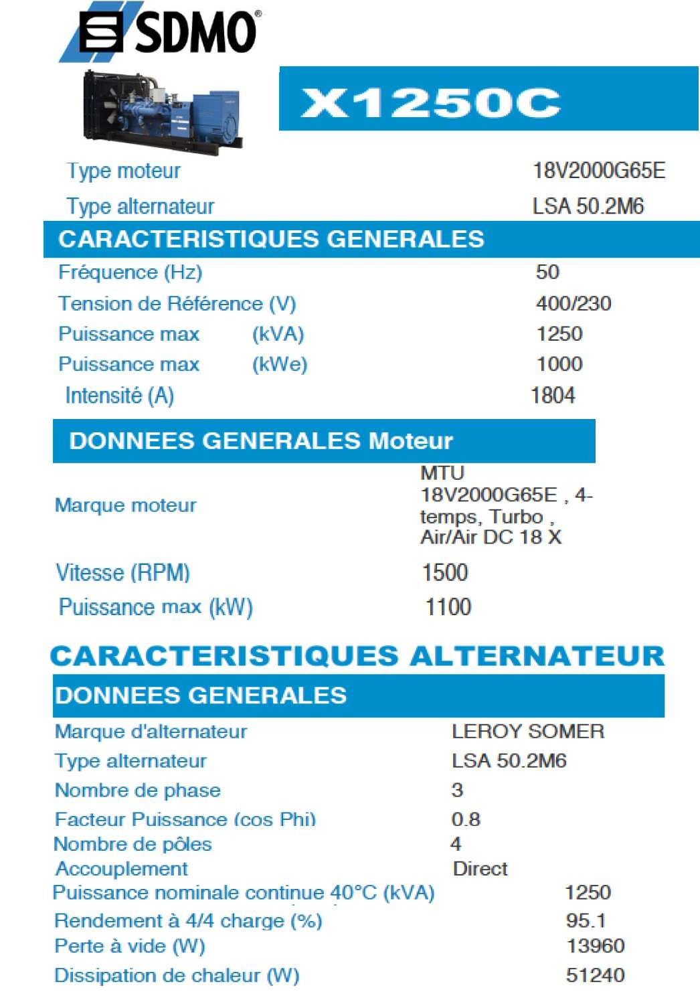 SDMO®
X1250C
Type moteur 18V2000G65E
Type alternateur LSA 50.2M6
CARACTERISTIQUES GENERALES
Fréquence (Hz) 50
Tension de Référence (V) 400/230
Puissance max (kVA) 1250
Puissance max (kWe) 1000
Intensité (A) 1804
DONNEES GENERALES Moteur
Marque moteur
MTU
18V2000G65E , 4-
temps, Turbo ,
Air/Air DC 18 X
Vitesse (RPM) 1500
Puissance max (kW) 1100
CARACTERISTIQUES ALTERNATEUR
DONNEES GENERALES
Marque d'alternateur LEROY SOMER
Type alternateur LSA 50.2M6
Nombre de phase 3
Facteur Puissance (cos Phi) 0.8
Nombre de pôles 4
Accouplement Direct
Puissance nominale continue 40°C (kVA) 1250
Rendement à 4/4 charge (%) 95.1
Perte à vide (W) 13960
Dissipation de chaleur (W) 51240